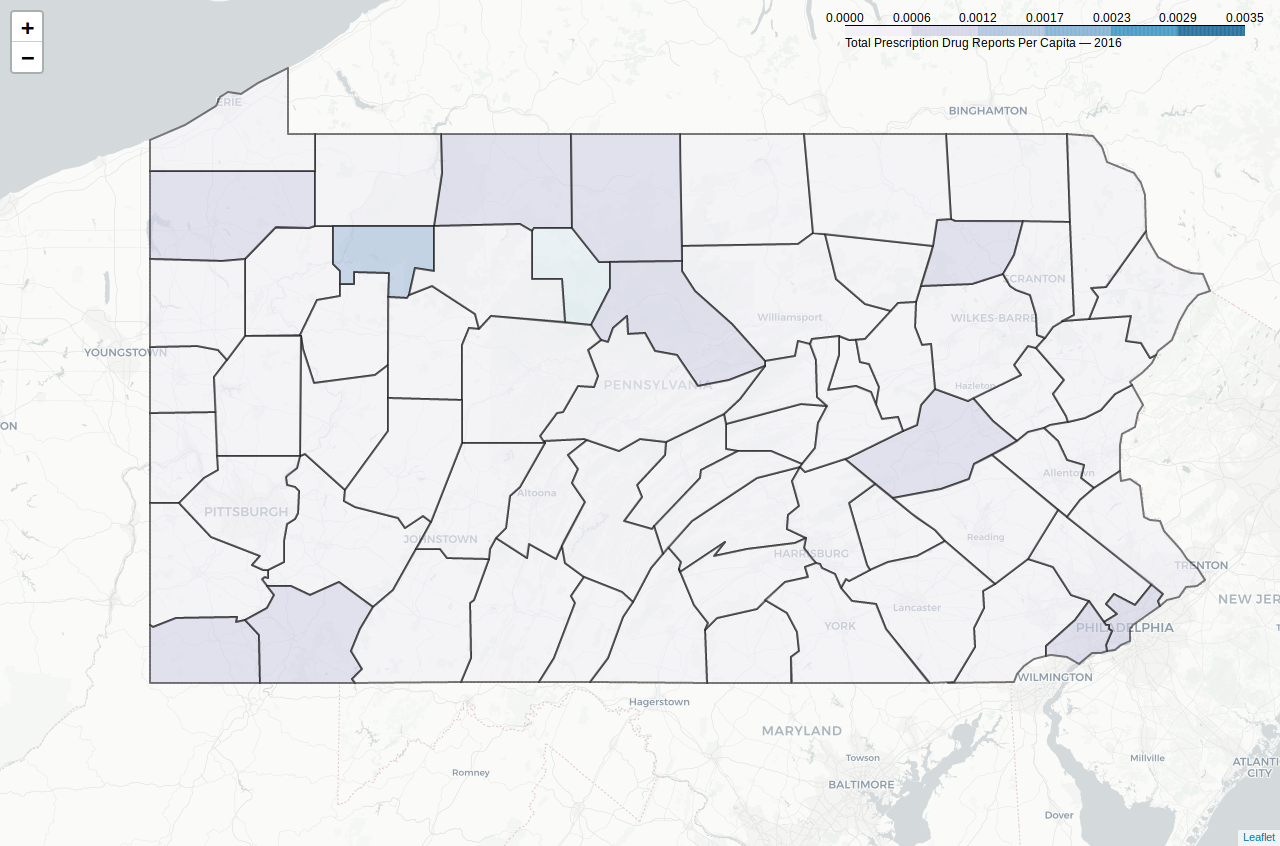 +
−
0.0000 0.0006 0.0012 0.0017 0.0023 0.0029 0.0035
Total Prescription Drug Reports Per Capita — 2016
ERIE
BINGHAMTON
SCRANTON
Williamsport
WILKES-BARRE
YOUNGSTOWN
PENNSYLVANIA
Hazleton
ON
Allentown
Altoona
PITTSBURGH
JOHNSTOWN
Reading
HARRISBURG
TRENTON
NEW JER
Lancaster
YORK
PHILADELPHIA
T
WILMINGTON
Hagerstown
MARYLAND
Towson
Millville
ATLANTI
CITY
Romney
BALTIMORE
Dover
Leaflet